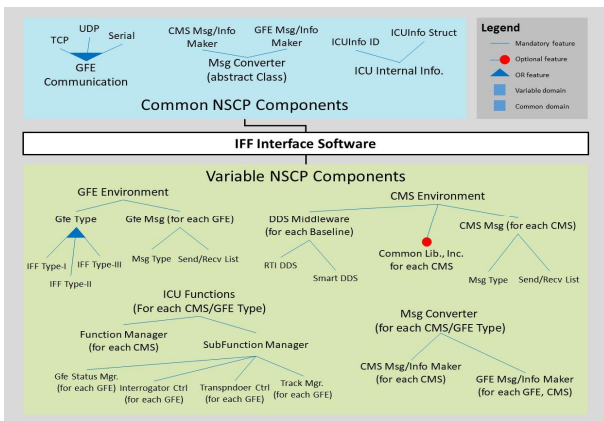 UDP
TCP
Serial
GFE
Communication
CMS Msg/Info
Maker
GFE Msg/Info
Maker
Msg Converter
(abstract Class)
ICUInfo ID
ICUInfo Struct
ICU Internal Info.
Common NSCP Components
Legend
Mandatory feature
Optional feature
OR feature
Variable domain
Common domain
IFF Interface Software
Variable NSCP Components
GFE Environment
Gfe Type
Gfe Msg (for each GFE)
IFF Type-I
IFF Type-II
IFF Type-III
Msg Type
Send/Recv List
CMS Environment
DDS Middleware
(for each Baseline)
RTI DDS
Smart DDS
Common Lib., Inc.
for each CMS
CMS Msg (for each CMS)
Msg Type
Send/Recv List
ICU Functions
(For each CMS/GFE Type)
Function Manager
(for each CMS)
SubFunction Manager
Gfe Status Mgr.
(for each GFE)
Interrogator Ctrl
(for each GFE)
Transpndoer Ctrl
(for each GFE)
Track Mgr.
(for each GFE)
Msg Converter
(for each CMS/GFE Type)
CMS Msg/Info Maker
(for each CMS)
GFE Msg/Info Maker
(for each GFE, CMS)